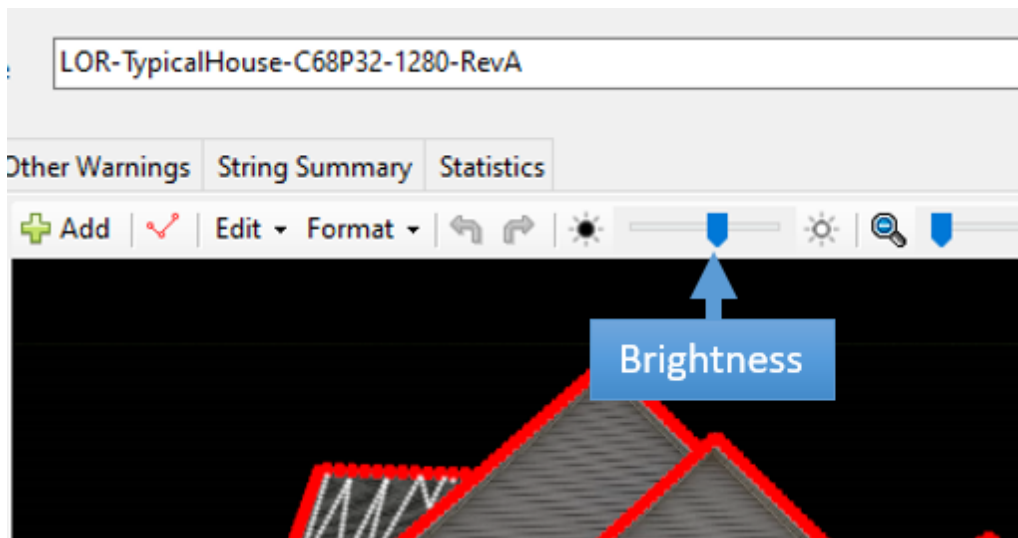 LOR-TypicalHouse-C68P32-1280-RevA
Other Warnings String Summary Statistics
Add Edit Format
Brightness